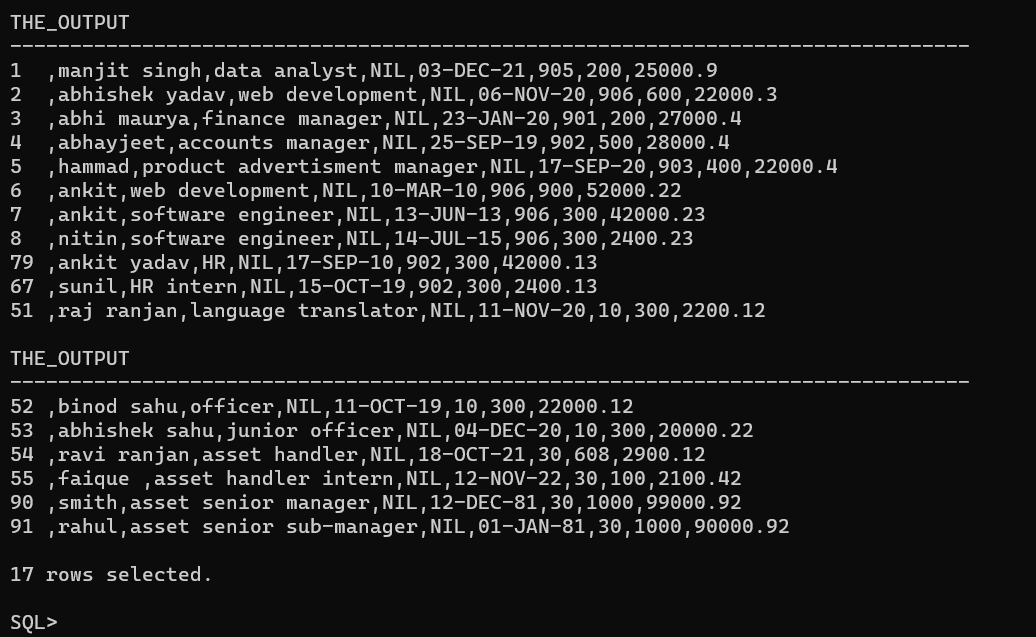 THE_OUTPUT
--------------------------------------------------------------------------------
1  ,manjit singh,data analyst,NIL,03-DEC-21,905,200,25000.9
2  ,abhishek yadav,web development,NIL,06-NOV-20,906,600,22000.3
3  ,abhi maurya,finance manager,NIL,23-JAN-20,901,200,27000.4
4  ,abhayjeet,accounts manager,NIL,25-SEP-19,902,500,28000.4
5  ,hammad,product advertisment manager,NIL,17-SEP-20,903,400,22000.4
6  ,ankit,web development,NIL,10-MAR-10,906,900,52000.22
7  ,ankit,software engineer,NIL,13-JUN-13,906,300,42000.23
8  ,nitin,software engineer,NIL,14-JUL-15,906,300,2400.23
79 ,ankit yadav,HR,NIL,17-SEP-10,902,300,42000.13
67 ,sunil,HR intern,NIL,15-OCT-19,902,300,2400.13
51 ,raj ranjan,language translator,NIL,11-NOV-20,10,300,2200.12
THE_OUTPUT
--------------------------------------------------------------------------------
52 ,binod sahu,officer,NIL,11-OCT-19,10,300,22000.12
53 ,abhishek sahu,junior officer,NIL,04-DEC-20,10,300,20000.22
54 ,ravi ranjan,asset handler,NIL,18-OCT-21,30,608,2900.12
55 ,faique ,asset handler intern,NIL,12-NOV-22,30,100,2100.42
90 ,smith,asset senior manager,NIL,12-DEC-81,30,1000,99000.92
91 ,rahul,asset senior sub-manager,NIL,01-JAN-81,30,1000,90000.92
17 rows selected.
SQL>